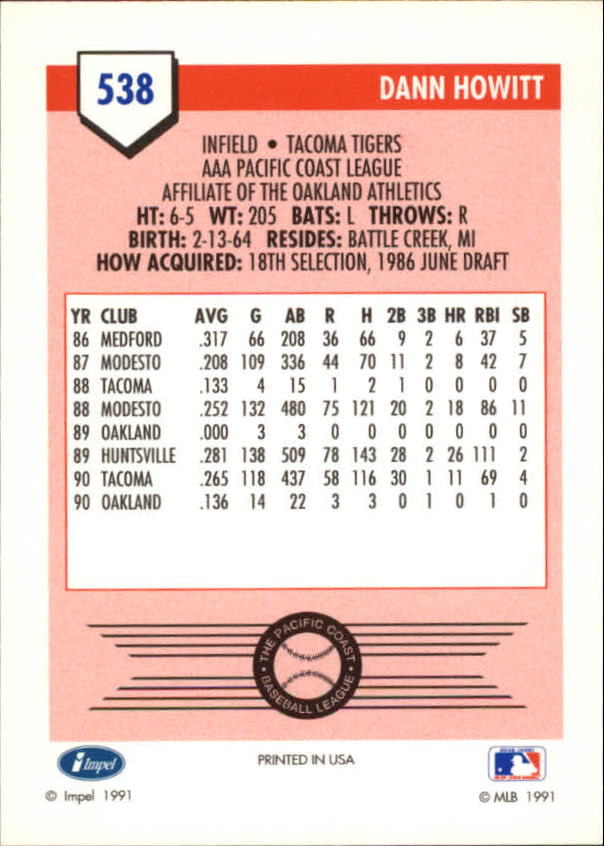 538
DANN HOWITT
INFIELD • TACOMA TIGERS
AAA PACIFIC COAST LEAGUE
AFFILIATE OF THE OAKLAND ATHLETICS
HT: 6-5 WT: 205 BATS: L THROWS: R
BIRTH: 2-13-64 RESIDES: BATTLE CREEK, MI
HOW ACQUIRED: 18TH SELECTION, 1986 JUNE DRAFT
YR CLUB AVG G AB R H 2B 3B HR RBI SB
86 MEDFORD .317 66 208 36 66 9 2 6 37 5
87 MODESTO .208 109 336 44 70 11 2 8 42 7
88 TACOMA .133 4 15 1 2 1 0 0 0 0
88 MODESTO .252 132 480 75 121 20 2 18 86 11
89 OAKLAND .000 3 3 0 0 0 0 0 0 0
89 HUNTSVILLE .281 138 509 78 143 28 2 26 111 2
90 TACOMA .265 118 437 58 116 30 1 11 69 4
90 OAKLAND .136 14 22 3 3 0 1 0 1 0
• THE PACIFIC COAST •
BASEBALL LEAGUE
Impel
PRINTED IN USA
© Impel 1991
© MLB 1991